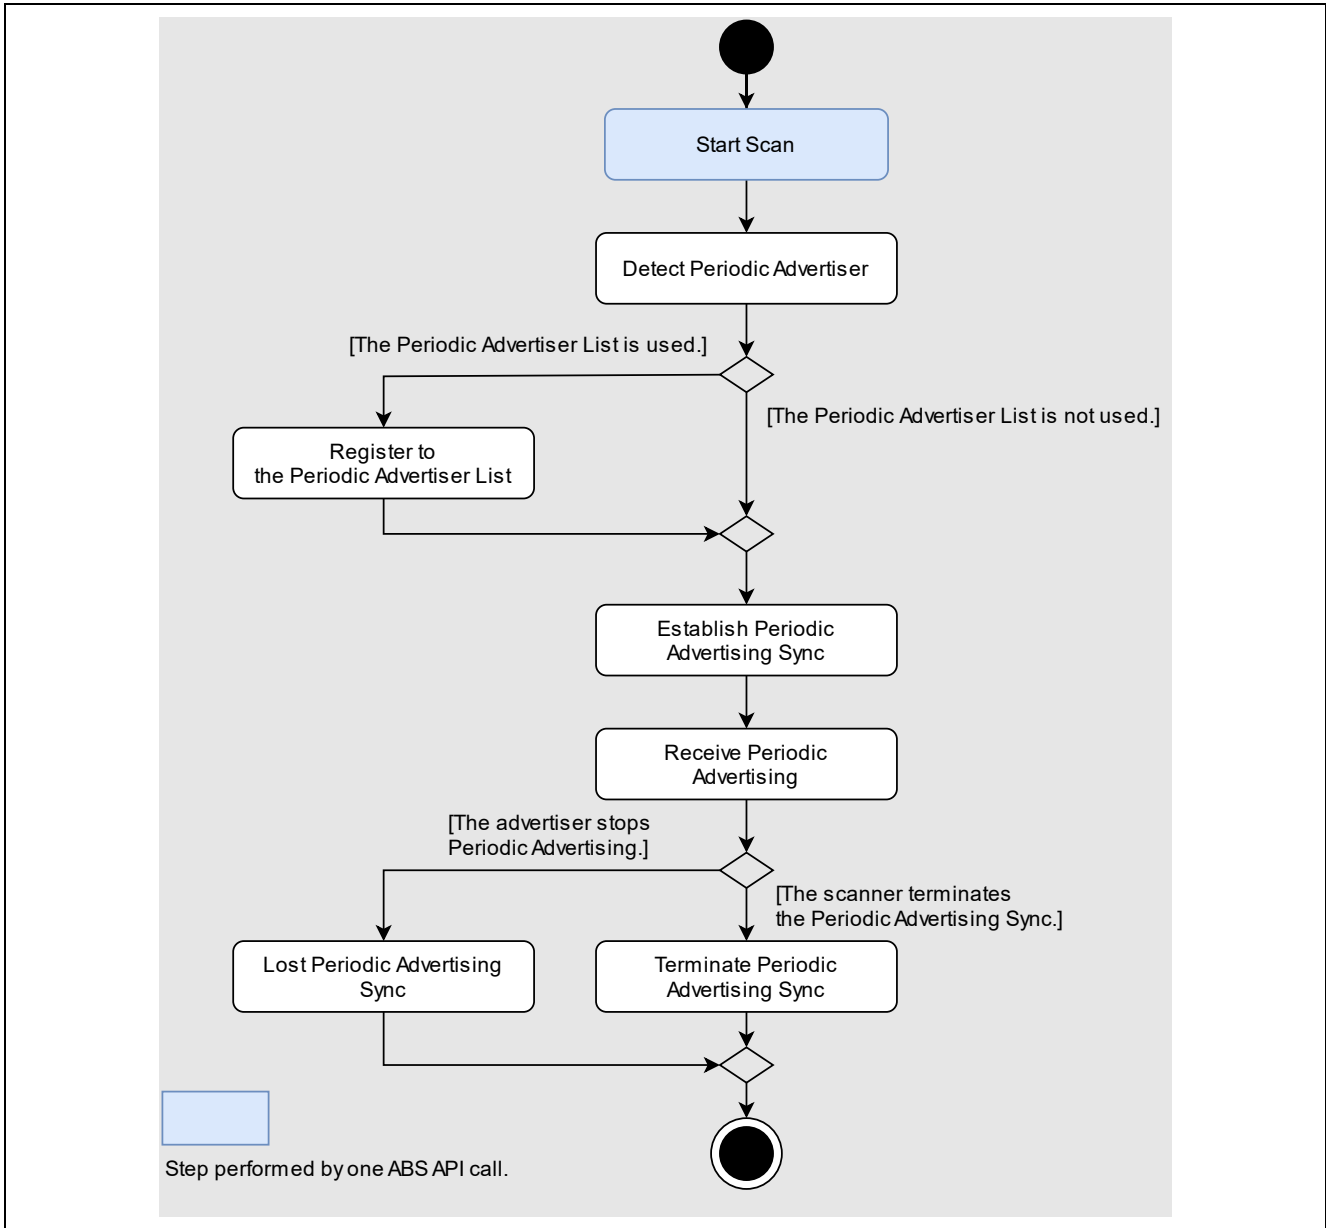 Start Scan
Detect Periodic Advertiser
[The Periodic Advertiser List is used.]
[The Periodic Advertiser List is not used.]
Register to
the Periodic Advertiser List
Establish Periodic
Advertising Sync
Receive Periodic
Advertising
[The advertiser stops
Periodic Advertising.]
[The scanner terminates
the Periodic Advertising Sync.]
Lost Periodic Advertising
Sync
Terminate Periodic
Advertising Sync
Step performed by one ABS API call.